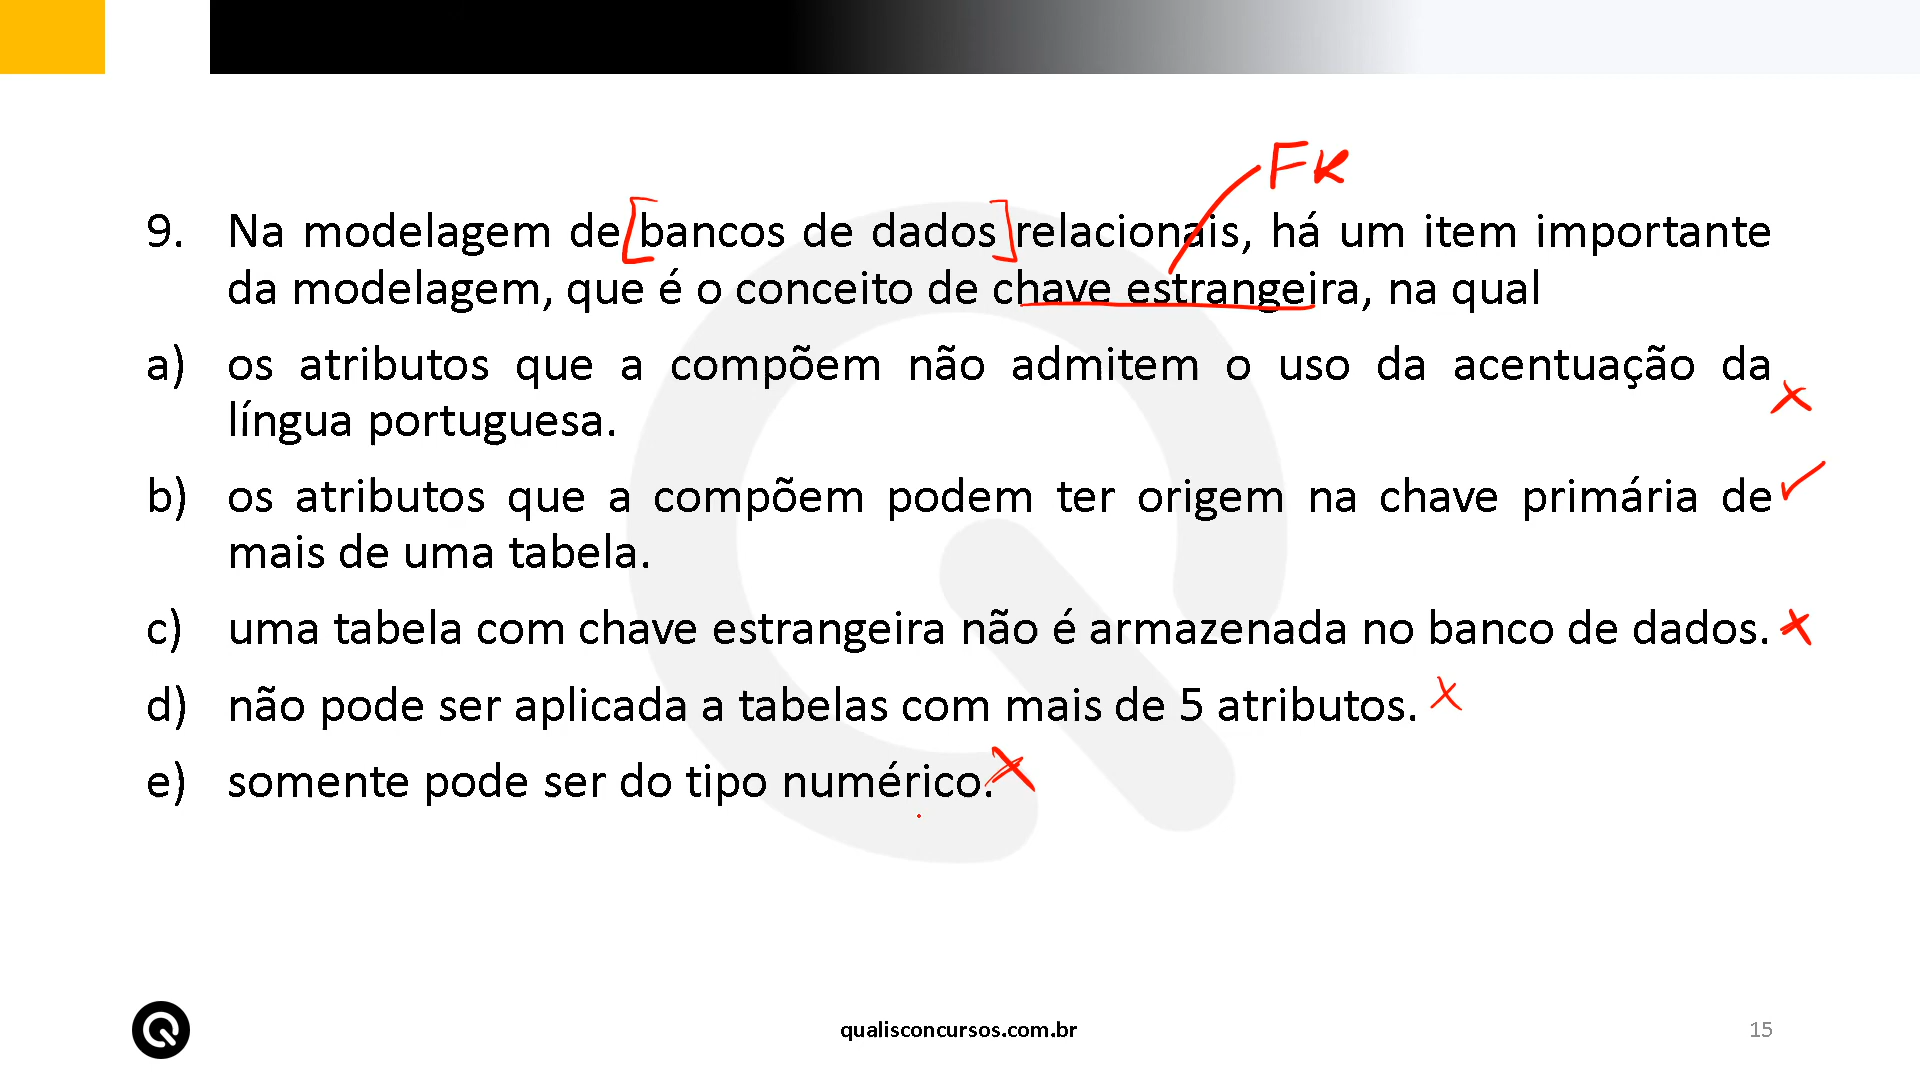 FK
9. Na modelagem de [bancos de dados] relacionais, há um item importante
da modelagem, que é o conceito de chave estrangeira, na qual
a) os atributos que a compõem não admitem o uso da acentuação da
língua portuguesa.
b) os atributos que a compõem podem ter origem na chave primária de
mais de uma tabela.
c) uma tabela com chave estrangeira não é armazenada no banco de dados.
d) não pode ser aplicada a tabelas com mais de 5 atributos.
e) somente pode ser do tipo numérico.
qualisconcursos.com.br
15